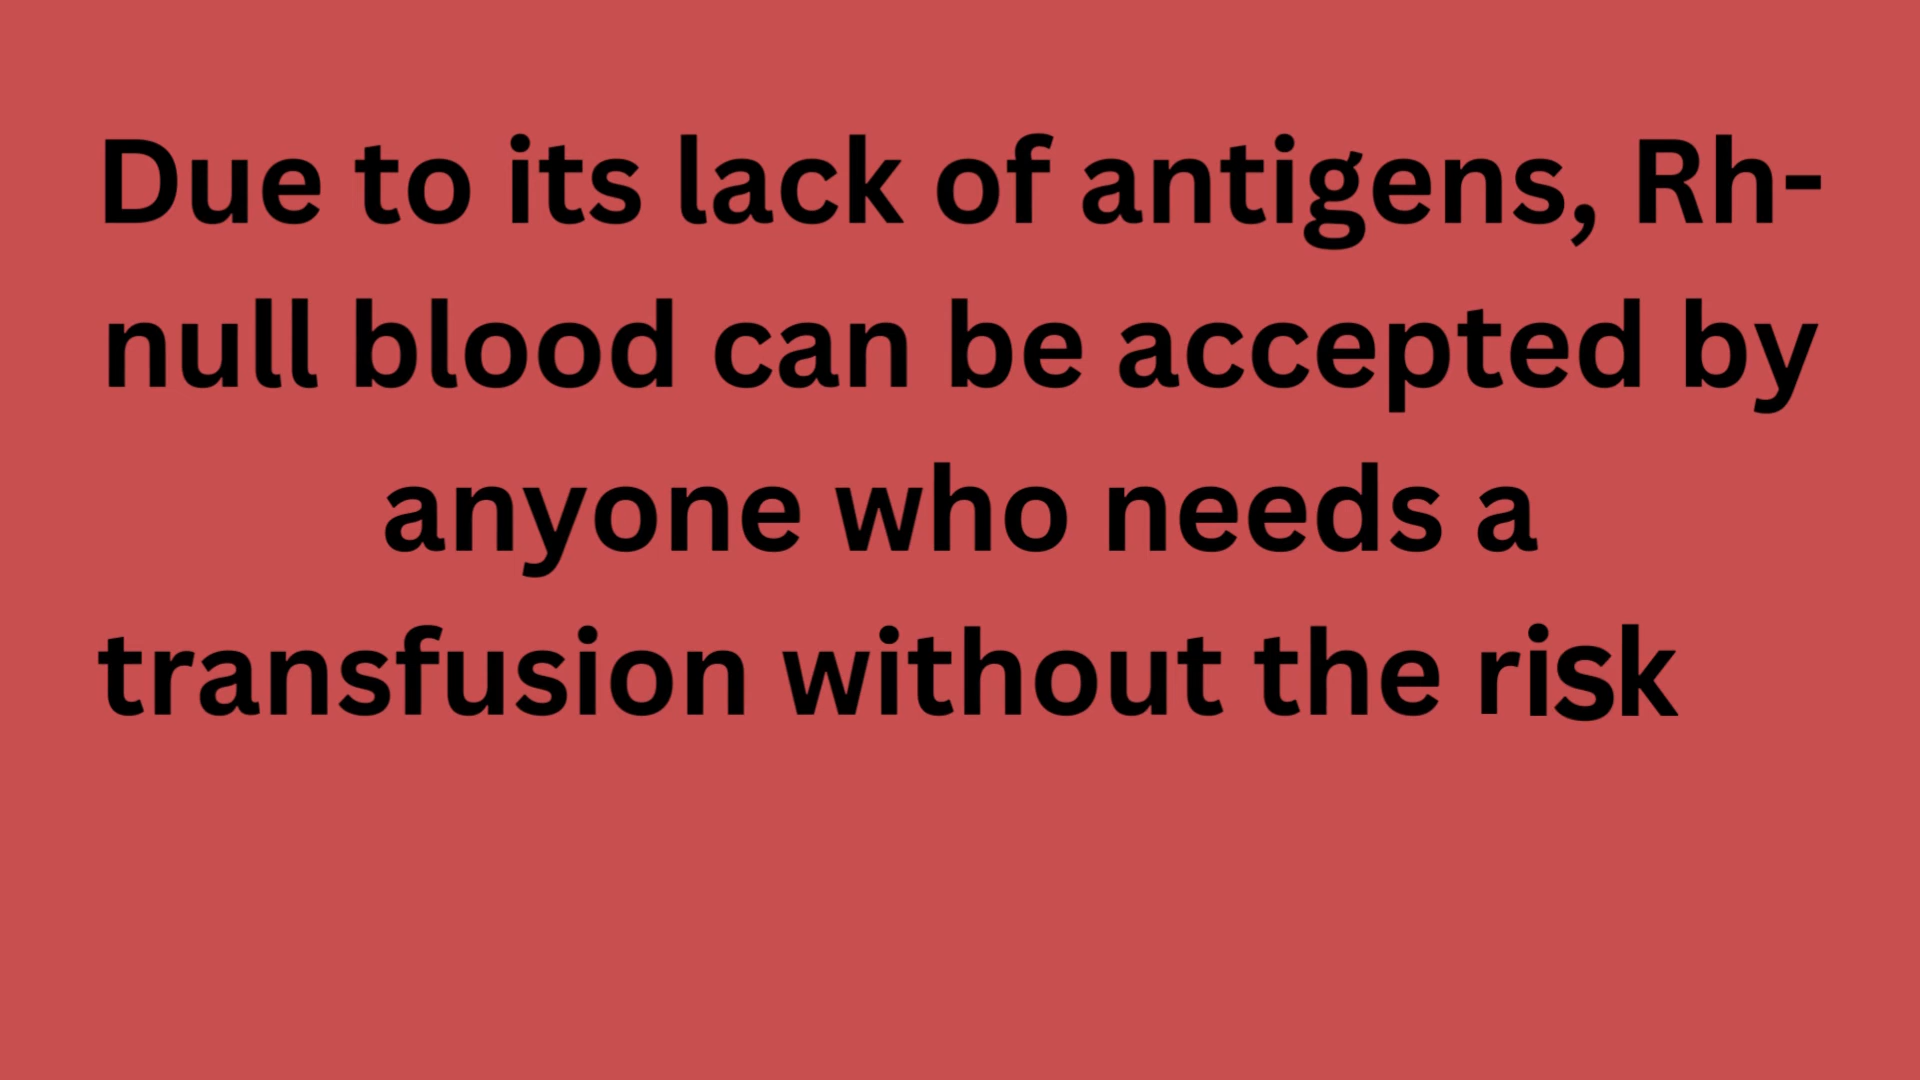 Due to its lack of antigens, Rh-
null blood can be accepted by
anyone who needs a
transfusion without the risk